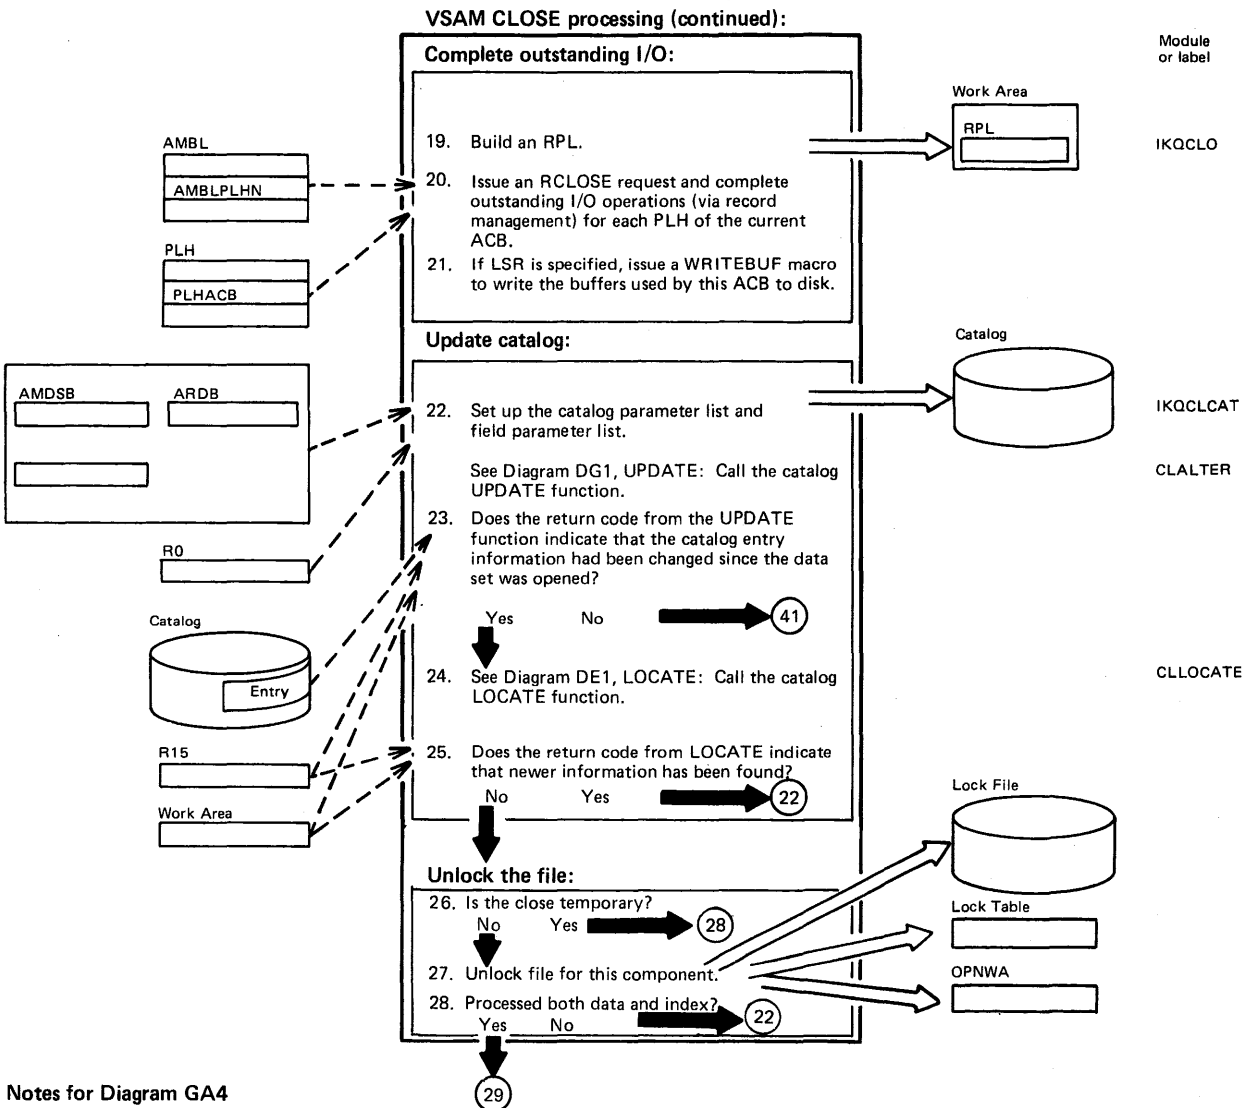 VSAM CLOSE processing (continued):
Module
or label
Complete outstanding I/O:
Work Area
RPL
IKQCLO
19. Build an RPL.
AMBL
AMBLPLHN
20. Issue an RCLOSE request and complete
outstanding I/O operations (via record
management) for each PLH of the current
ACB.
PLH
PLHACB
21. If LSR is specified, issue a WRITEBUF macro
to write the buffers used by this ACB to disk.
Update catalog:
Catalog
AMDSB
ARDB
22. Set up the catalog parameter list and
field parameter list.
IKQCLCAT
See Diagram DG1, UPDATE: Call the catalog
UPDATE function.
CLALTER
23. Does the return code from the UPDATE
function indicate that the catalog entry
information had been changed since the data
set was opened?
R0
Yes No 41
Catalog
Entry
24. See Diagram DE1, LOCATE: Call the catalog
LOCATE function.
CLLOCATE
R15
25. Does the return code from LOCATE indicate
that newer information has been found?
No Yes 22
Work Area
Lock File
Unlock the file:
26. Is the close temporary?
No Yes 28
Lock Table
27. Unlock file for this component.
OPNWA
28. Processed both data and index?
Yes No 22
29
Notes for Diagram GA4